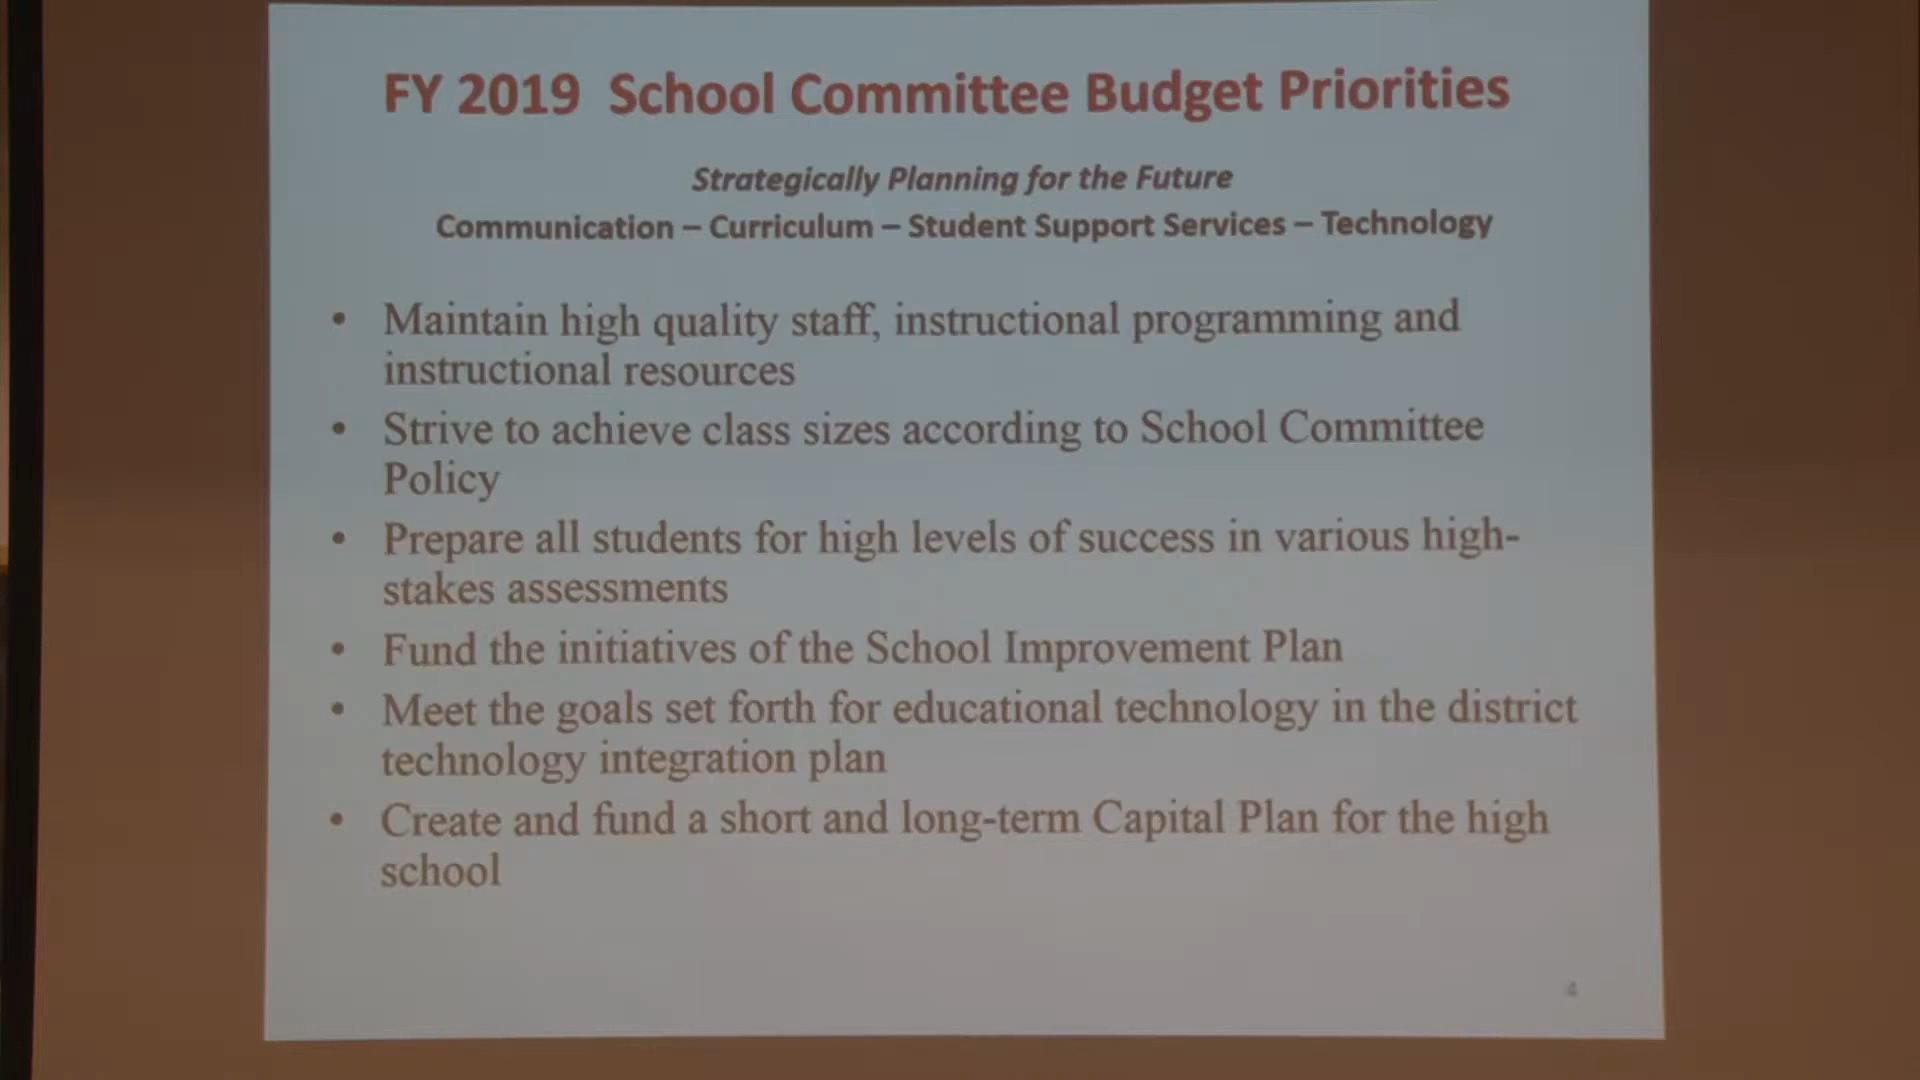 FY 2019 School Committee Budget Priorities
Strategically Planning for the Future
Communication – Curriculum – Student Support Services – Technology
• Maintain high quality staff, instructional programming and
instructional resources
• Strive to achieve class sizes according to School Committee
Policy
• Prepare all students for high levels of success in various high-
stakes assessments
• Fund the initiatives of the School Improvement Plan
• Meet the goals set forth for educational technology in the district
technology integration plan
• Create and fund a short and long-term Capital Plan for the high
school
4